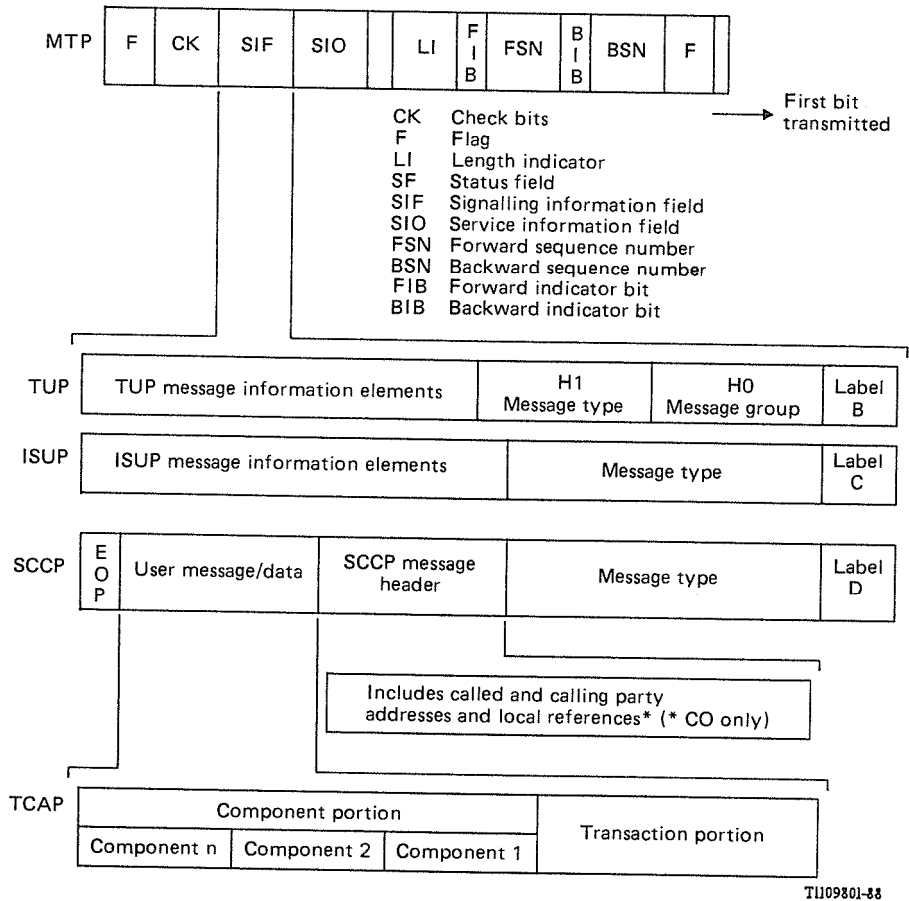 MTP F CK SIF SIO LI FIB FSN BIB BSN F
First bit
transmitted
CK Check bits
F Flag
LI Length indicator
SF Status field
SIF Signalling information field
SIO Service information field
FSN Forward sequence number
BSN Backward sequence number
FIB Forward indicator bit
BIB Backward indicator bit
TUP TUP message information elements H1 Message type H0 Message group Label B
ISUP ISUP message information elements Message type Label C
SCCP EOP User message/data SCCP message header Message type Label D
Includes called and calling party
addresses and local references* (* CO only)
TCAP Component portion Transaction portion
Component n Component 2 Component 1
T1109801-88